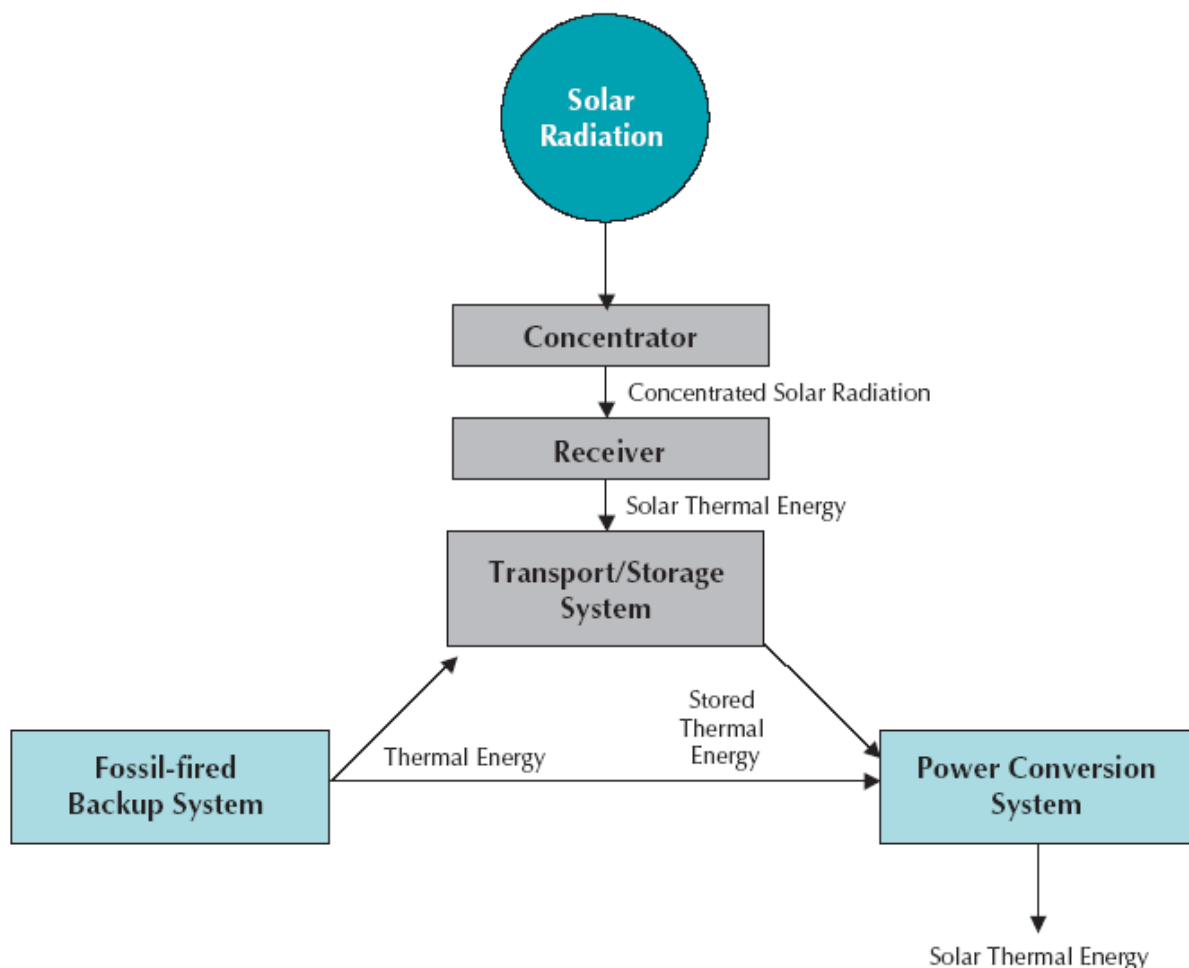 Solar
Radiation
Concentrator
Concentrated Solar Radiation
Receiver
Solar Thermal Energy
Transport/Storage
System
Stored
Thermal
Energy
Thermal Energy
Fossil-fired
Backup System
Power Conversion
System
Solar Thermal Energy